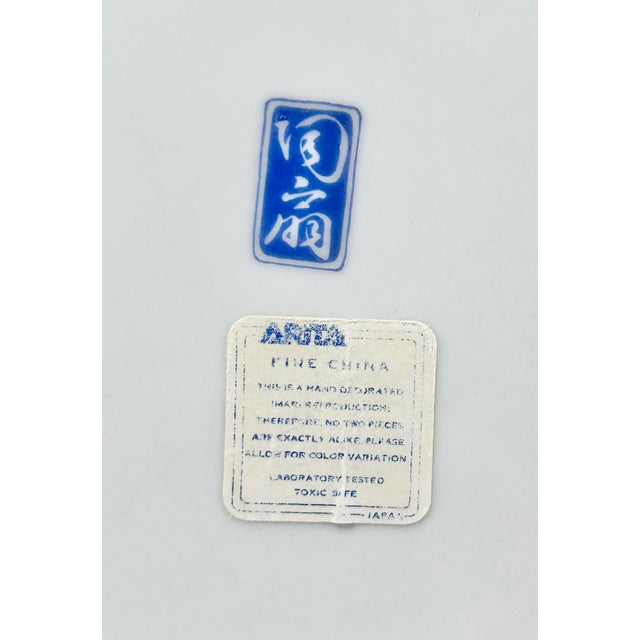 扇
ARITA
FINE CHINA
THIS IS A HAND DECORATED
IMARI REPRODUCTION;
THEREFORE, NO TWO PIECES
ARE EXACTLY ALIKE. PLEASE
ALLOW FOR COLOR VARIATION
LABORATORY TESTED
TOXIC SAFE
JAPAN